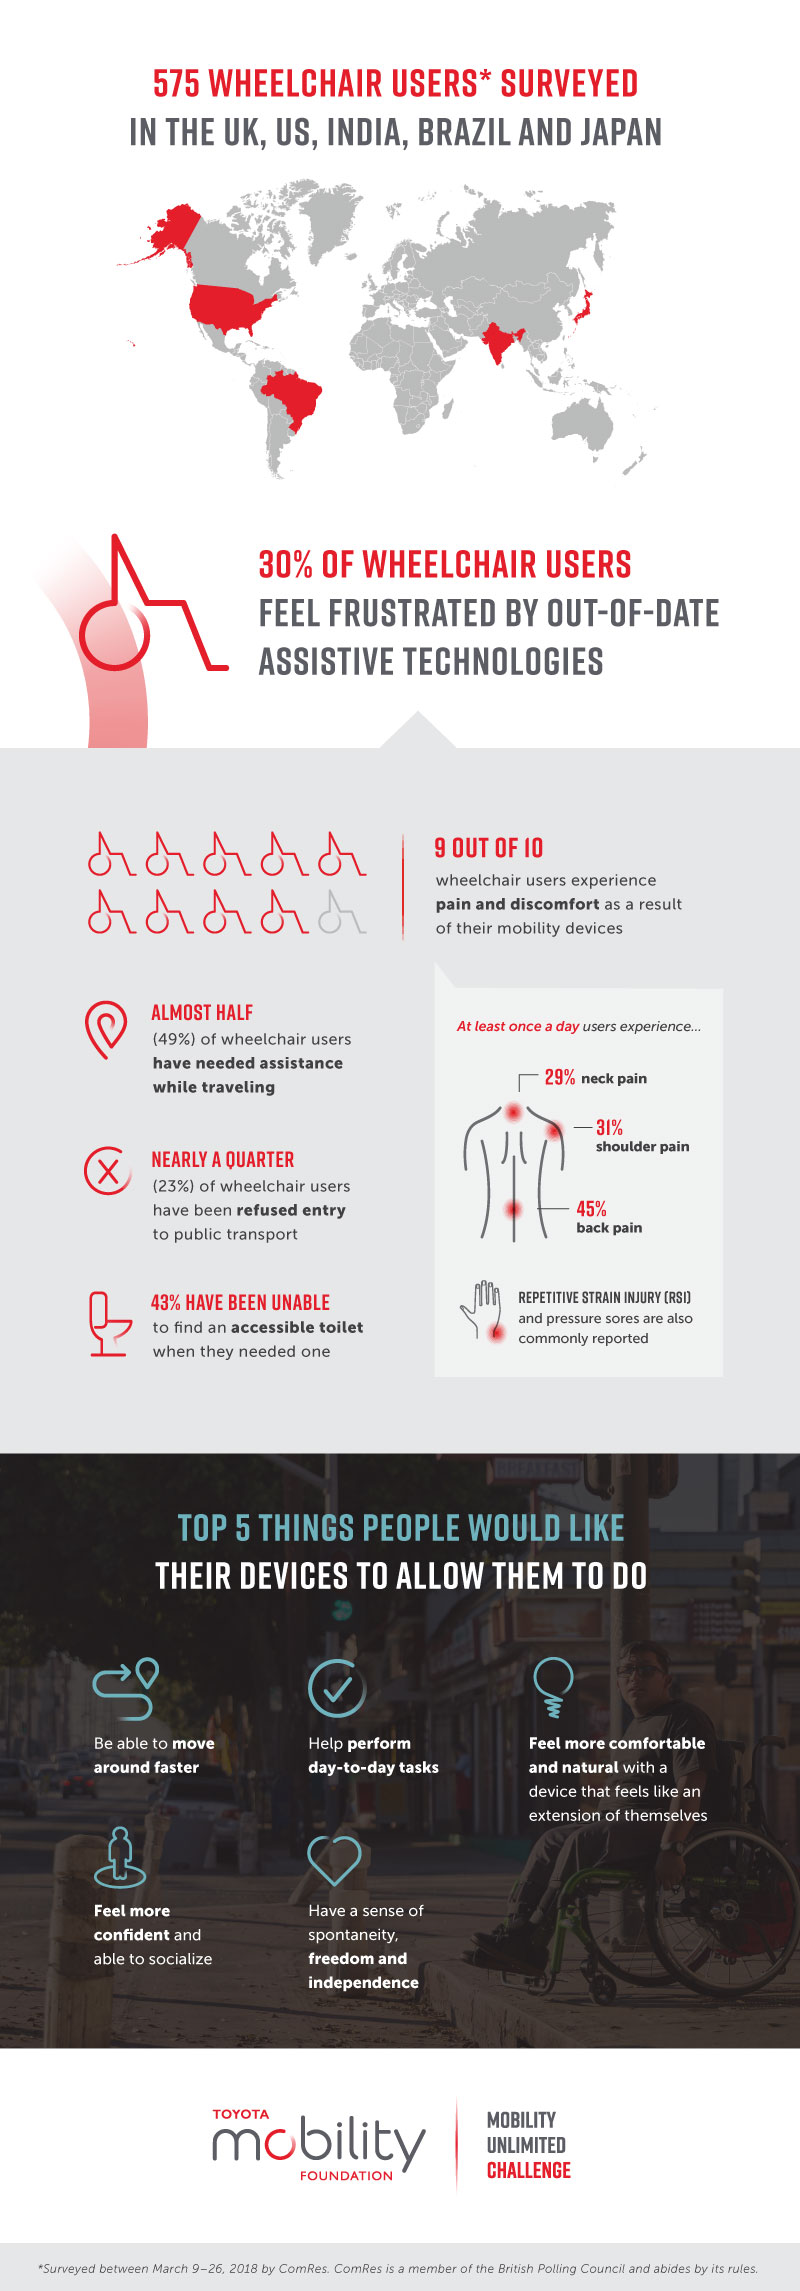 575 WHEELCHAIR USERS* SURVEYED
IN THE UK, US, INDIA, BRAZIL AND JAPAN
30% OF WHEELCHAIR USERS
FEEL FRUSTRATED BY OUT-OF-DATE
ASSISTIVE TECHNOLOGIES
9 OUT OF 10
wheelchair users experience
pain and discomfort as a result
of their mobility devices
ALMOST HALF
(49%) of wheelchair users
have needed assistance
while traveling
NEARLY A QUARTER
(23%) of wheelchair users
have been refused entry
to public transport
43% HAVE BEEN UNABLE
to find an accessible toilet
when they needed one
At least once a day users experience...
29% neck pain
31%
shoulder pain
45%
back pain
REPETITIVE STRAIN INJURY (RSI)
and pressure sores are also
commonly reported
BREAKFAST
TOP 5 THINGS PEOPLE WOULD LIKE
THEIR DEVICES TO ALLOW THEM TO DO
Be able to move
around faster
Help perform
day-to-day tasks
Feel more comfortable
and natural with a
device that feels like an
extension of themselves
Feel more
confident and
able to socialize
Have a sense of
spontaneity,
freedom and
independence
TOYOTA
mobility
FOUNDATION
MOBILITY
UNLIMITED
CHALLENGE
*Surveyed between March 9–26, 2018 by ComRes. ComRes is a member of the British Polling Council and abides by its rules.